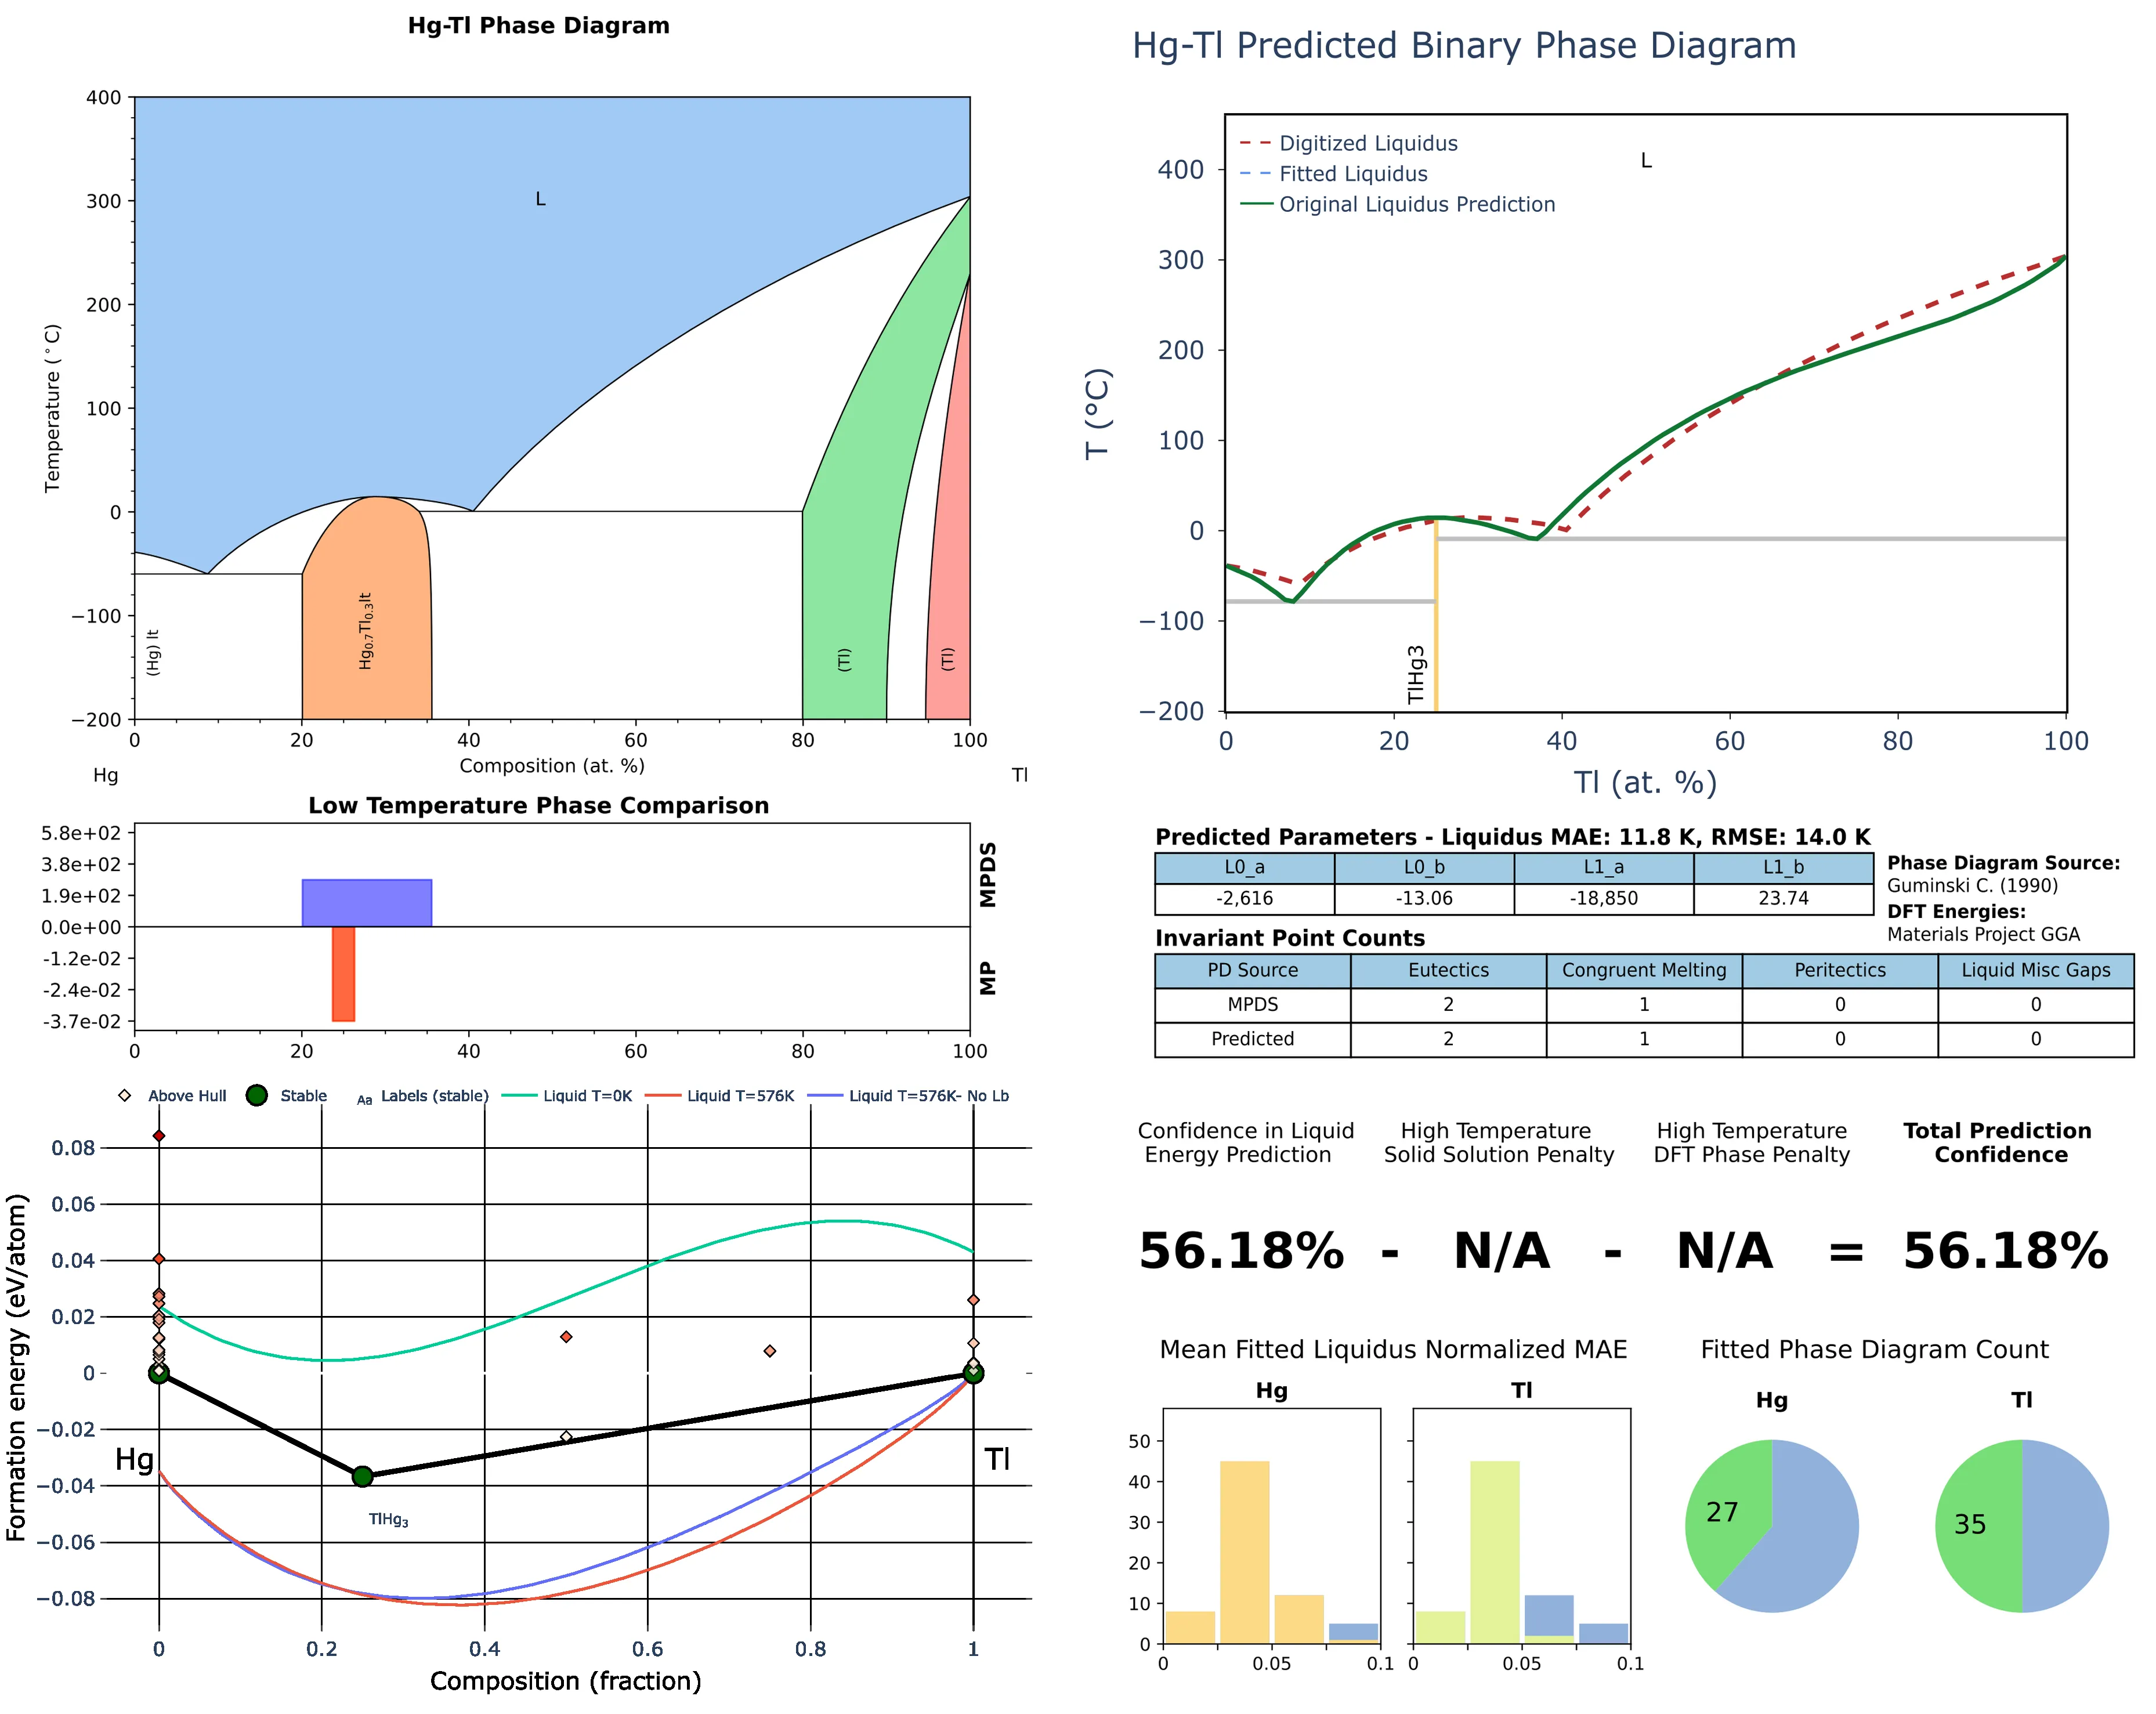 Hg-Tl Phase Diagram
400
300
200
100
0
−100
−200
Temperature (°C)
L
(Hg) lt
Hg0.7Tl0.3lt
(Tl)
(Tl)
0
20
40
60
80
100
Composition (at. %)
Hg
Tl
Low Temperature Phase Comparison
5.8e+02
3.8e+02
1.9e+02
0.0e+00
-1.2e-02
-2.4e-02
-3.7e-02
MPDS
MP
0
20
40
60
80
100
Above Hull
Stable
Aa Labels (stable)
Liquid T=0K
Liquid T=576K
Liquid T=576K- No Lb
0.08
0.06
0.04
0.02
0
−0.02
−0.04
−0.06
−0.08
Formation energy (eV/atom)
Hg
Tl
TlHg3
0
0.2
0.4
0.6
0.8
1
Composition (fraction)
Hg-Tl Predicted Binary Phase Diagram
Digitized Liquidus
Fitted Liquidus
Original Liquidus Prediction
L
400
300
200
100
0
−100
−200
T (°C)
TlHg3
0
20
40
60
80
100
Tl (at. %)
Predicted Parameters - Liquidus MAE: 11.8 K, RMSE: 14.0 K
L0_a L0_b L1_a L1_b
-2,616 -13.06 -18,850 23.74
Phase Diagram Source:
Guminski C. (1990)
DFT Energies:
Materials Project GGA
Invariant Point Counts
PD Source Eutectics Congruent Melting Peritectics Liquid Misc Gaps
MPDS 2 1 0 0
Predicted 2 1 0 0
Confidence in Liquid
Energy Prediction
High Temperature
Solid Solution Penalty
High Temperature
DFT Phase Penalty
Total Prediction
Confidence
56.18% - N/A - N/A = 56.18%
Mean Fitted Liquidus Normalized MAE
Hg
Tl
50
40
30
20
10
0
0
0.05
0.1
0
0.05
0.1
Fitted Phase Diagram Count
Hg
Tl
27
35